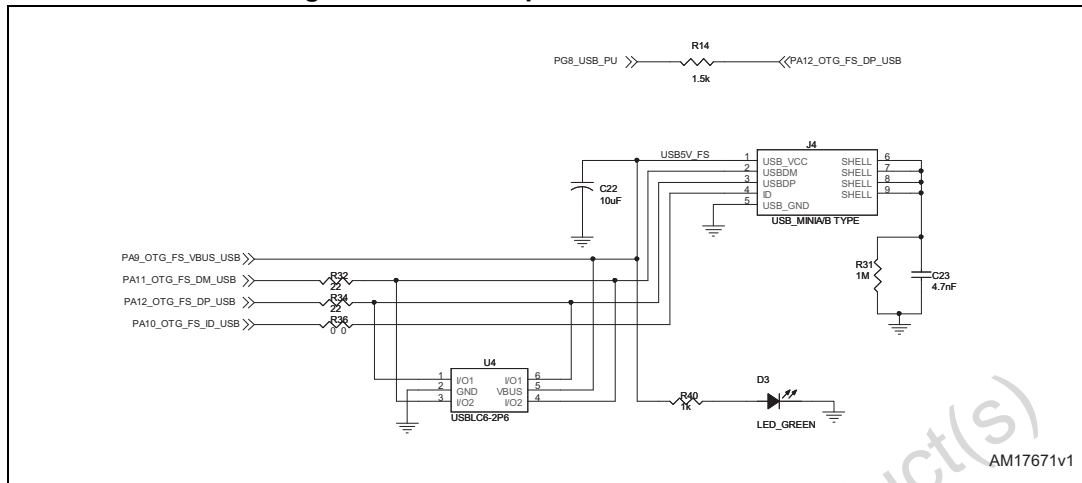 R14
PG8_USB_PU
PA12_OTG_FS_DP_USB
1.5k
J4
USB5V_FS
1 USB_VCC SHELL 6
2 USBDM SHELL 7
3 USBDP SHELL 8
4 ID SHELL 9
5 USB_GND
USB_MINIA/B TYPE
C22
10uF
PA9_OTG_FS_VBUS_USB
PA11_OTG_FS_DM_USB
R32
22
PA12_OTG_FS_DP_USB
R34
22
PA10_OTG_FS_ID_USB
R36
0 0
R31
1M
C23
4.7nF
U4
1 I/O1 I/O1 6
2 GND VBUS 5
3 I/O2 I/O2 4
USBLC6-2P6
R40
1k
D3
LED_GREEN
uct(s)
AM17671v1